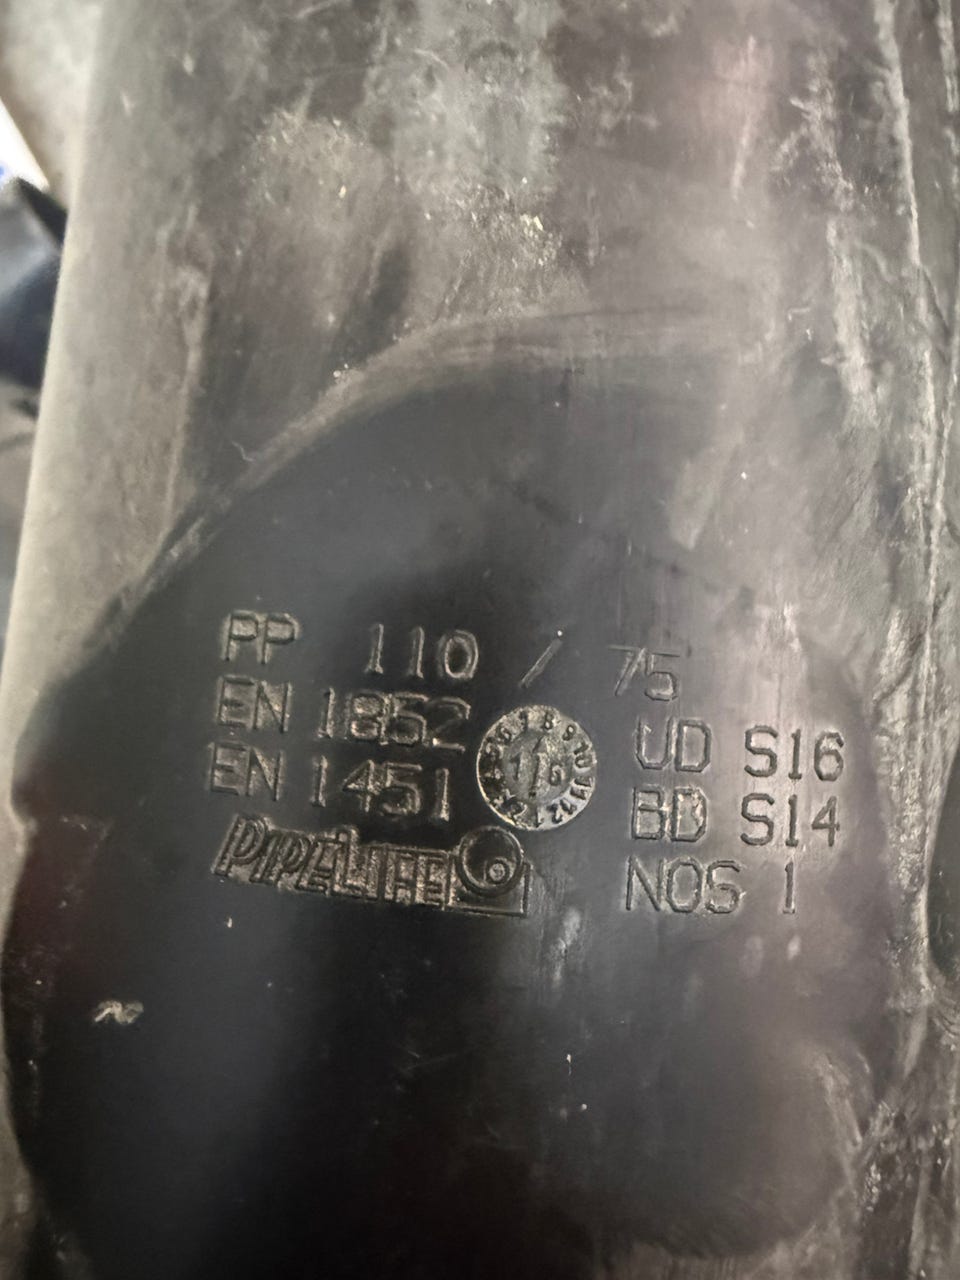 PP 110 / 75
EN 1852
EN 1451
PIPELIFE
UD S16
BD S14
NOS 1